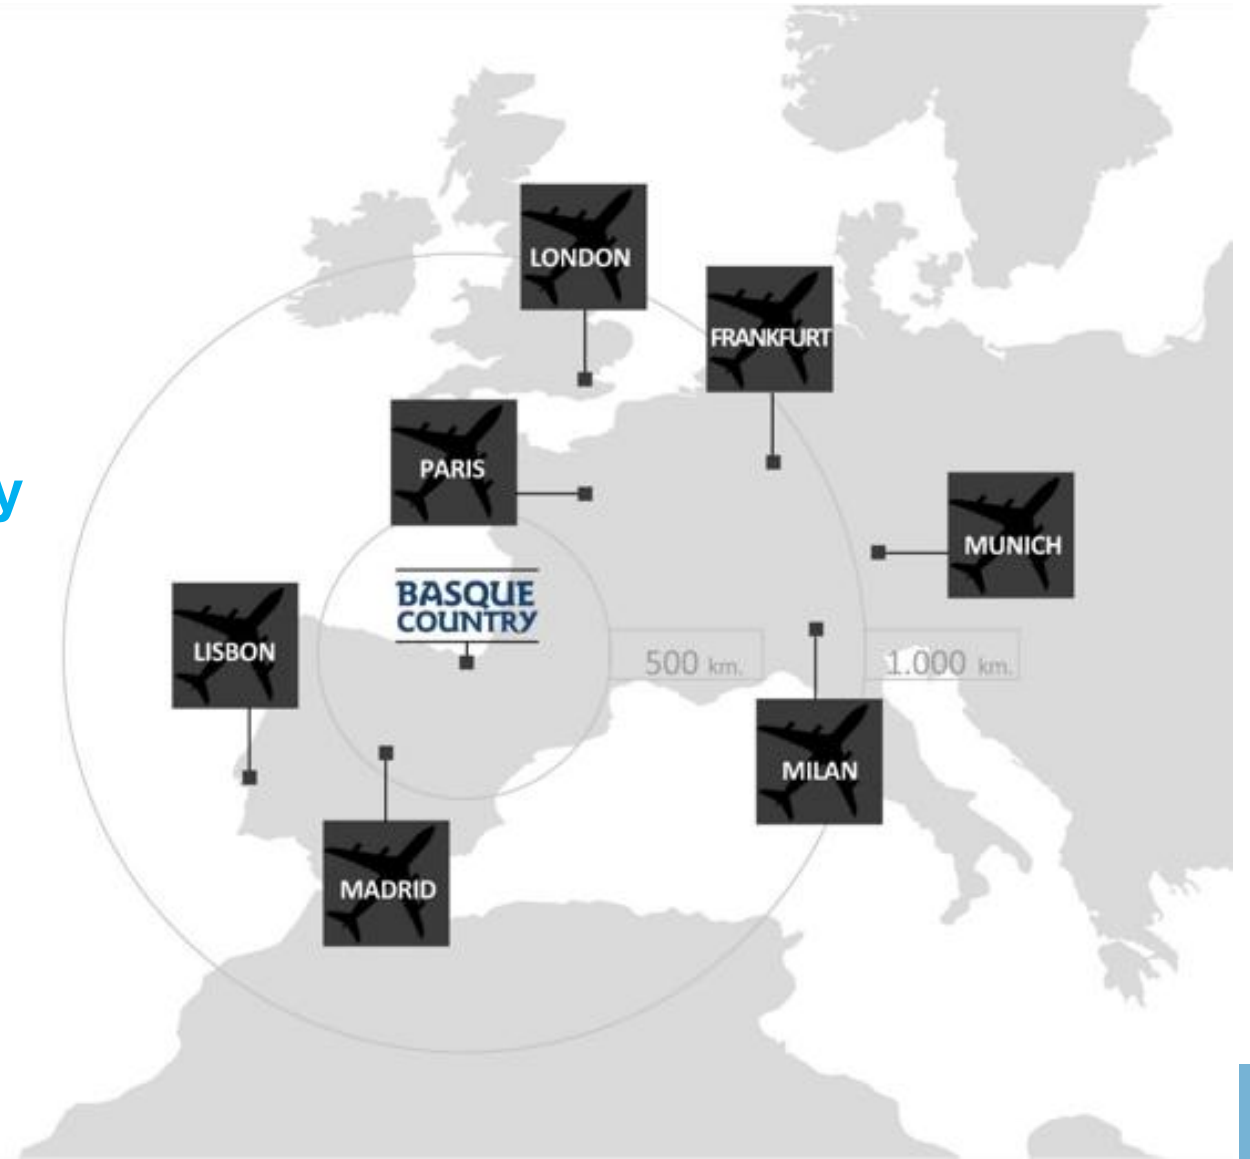 LONDON
FRANKFURT
PARIS
y
MUNICH
BASQUE
COUNTRY
LISBON
500 km.
1.000 km.
MILAN
MADRID